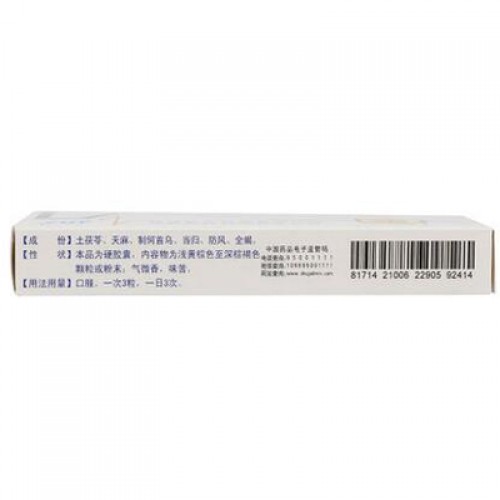 【成 份】土茯苓、天麻、制何首乌、当归、防风、全蝎。
【性 状】本品为硬胶囊，内容物为浅黄棕色至深棕褐色
颗粒或粉末；气微香，味苦。
【用法用量】口服。一次3粒，一日3次。
中国药品电子监管码
81714 21006 22905 92414